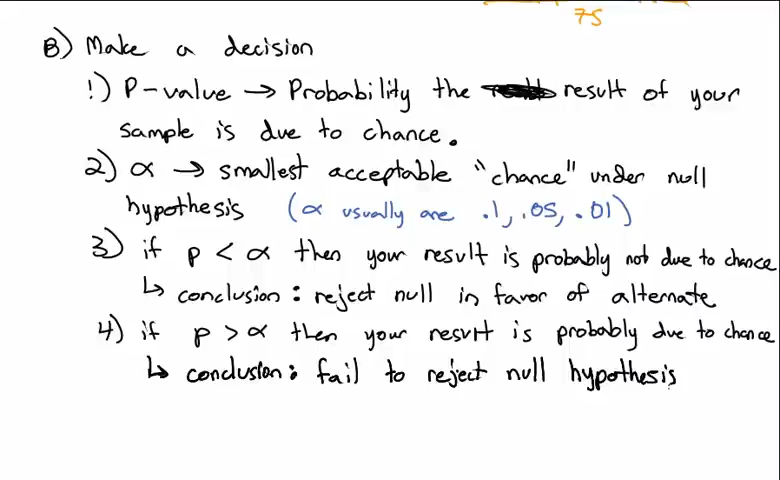 75
B) Make a decision
1.) P-value → Probability the result of your
sample is due to chance.
2) α → smallest acceptable "chance" under null
hypothesis (α usually are .1, .05, .01)
3) if p < α then your result is probably not due to chance
↳ conclusion: reject null in favor of alternate
4) if p > α then your result is probably due to chance
↳ conclusion: fail to reject null hypothesis